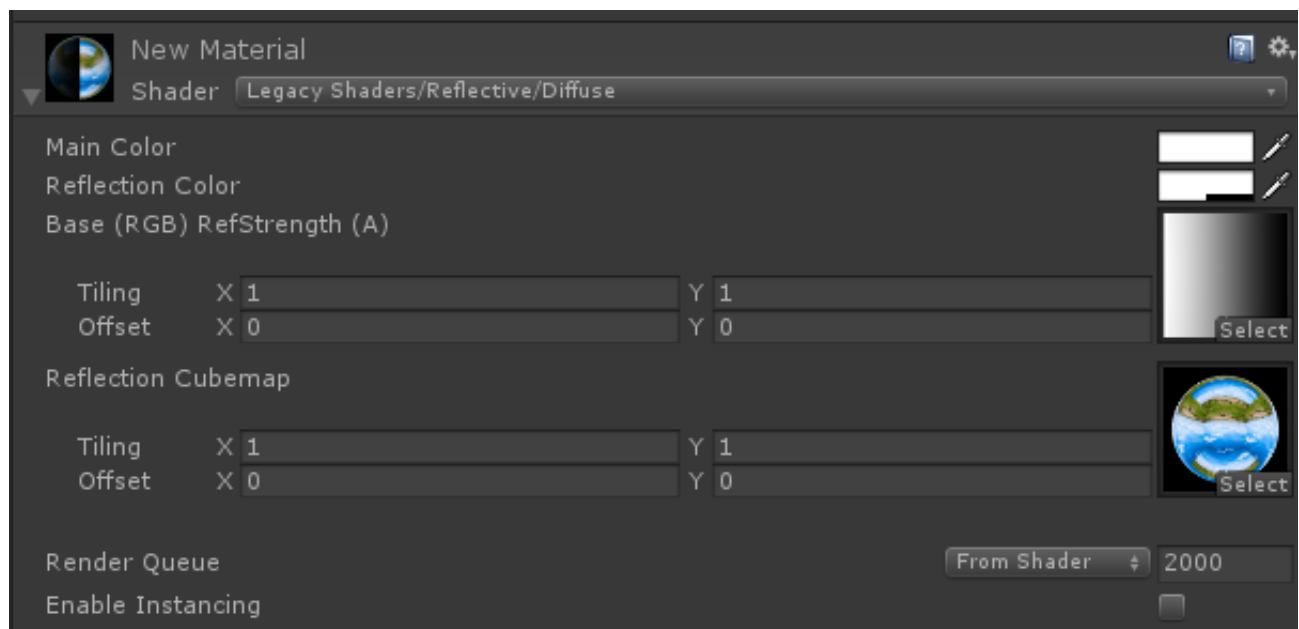 New Material
Shader Legacy Shaders/Reflective/Diffuse
Main Color
Reflection Color
Base (RGB) RefStrength (A)
Tiling X 1 Y 1
Offset X 0 Y 0
Select
Reflection Cubemap
Tiling X 1 Y 1
Offset X 0 Y 0
Select
Render Queue From Shader 2000
Enable Instancing